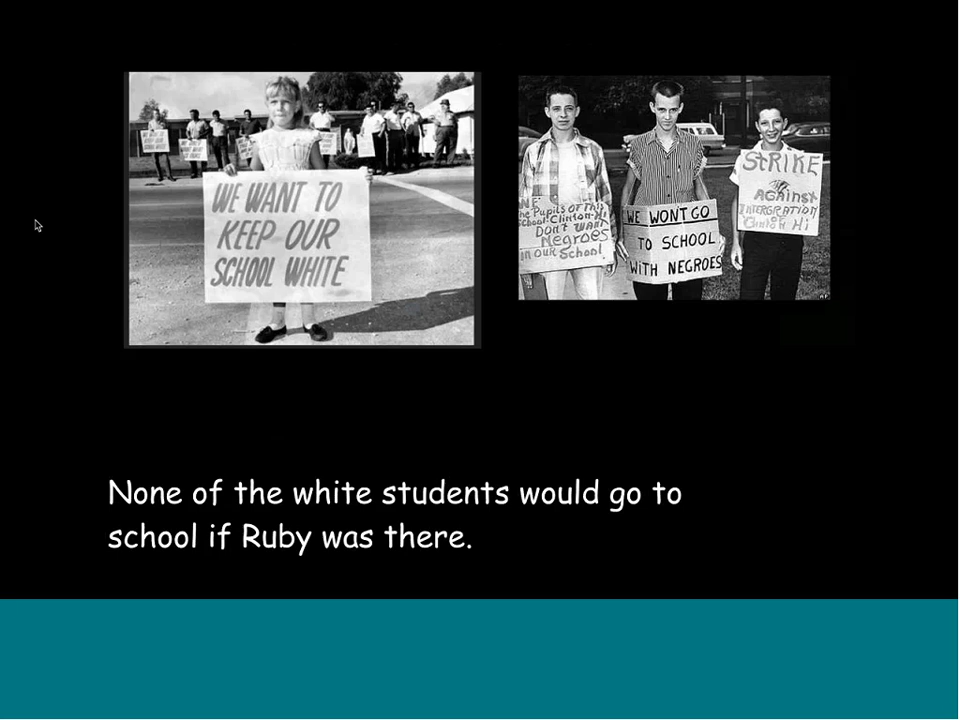 WE WANT TO
KEEP OUR
SCHOOL WHITE
WE
The Pupils of This
School. Clinton-Hi
DON'T WANT
Negroes
in OUR School
WE WONT GO
TO SCHOOL
WiTH NEGROES
StRIKE
AGAinst
INTERGRATION
OF
Clinton Hi
None of the white students would go to
school if Ruby was there.